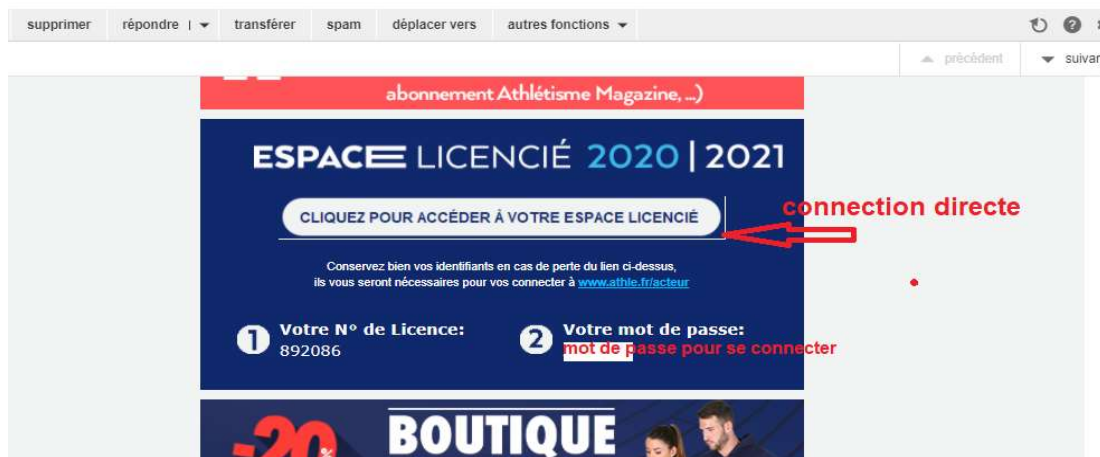 supprimer répondre | transférer spam déplacer vers autres fonctions
précédent suivan
abonnement Athlétisme Magazine, ...)
ESPACE LICENCIÉ 2020 | 2021
CLIQUEZ POUR ACCÉDER À VOTRE ESPACE LICENCIÉ
connection directe
Conservez bien vos identifiants en cas de perte du lien ci-dessus,
ils vous seront nécessaires pour vos connecter à www.athle.fr/acteur
1 Votre N° de Licence: 2 Votre mot de passe:
892086 mot de passe pour se connecter
-20% BOUTIQUE